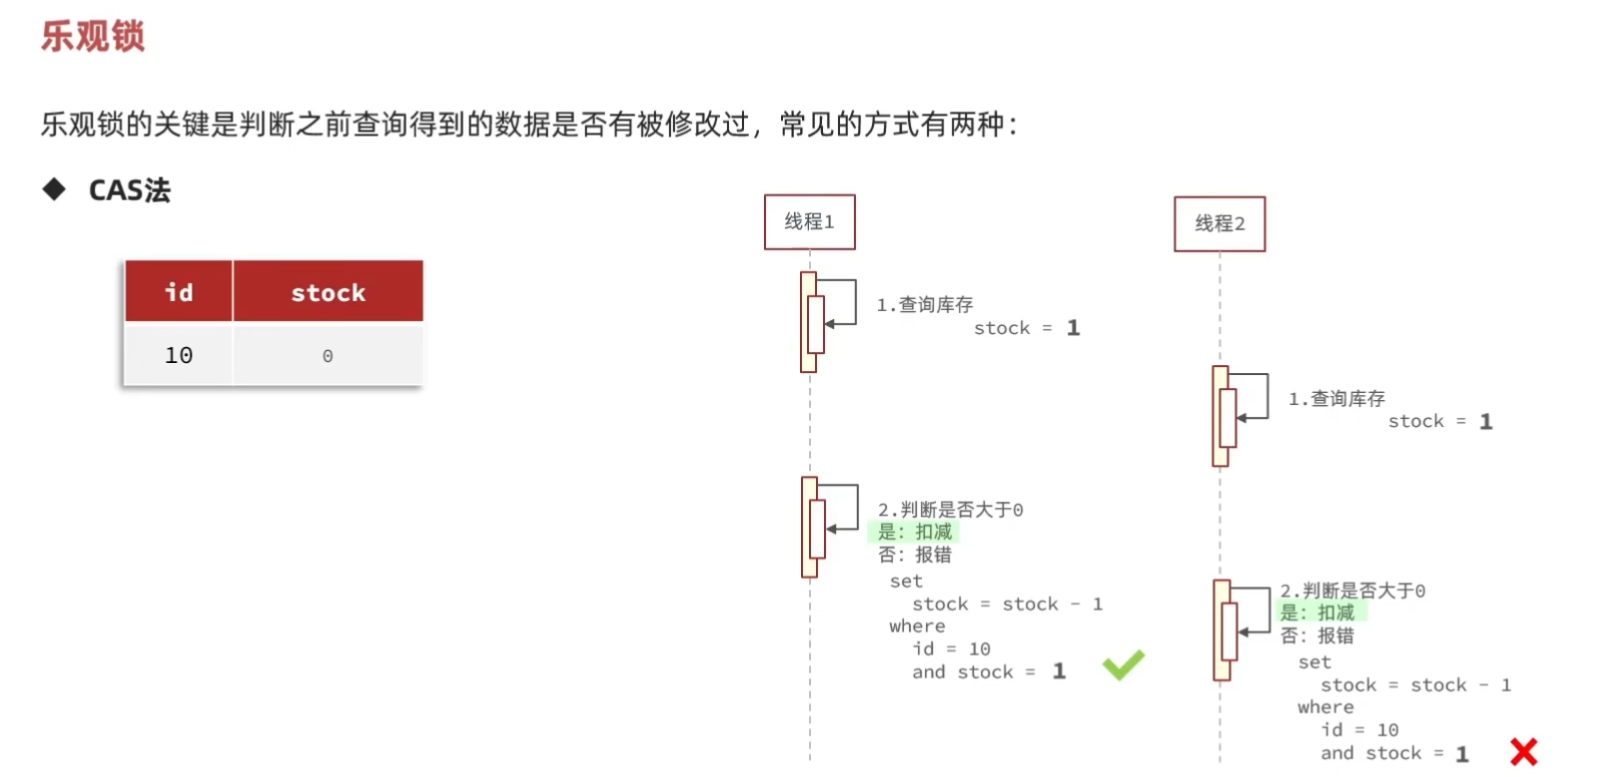 乐观锁
乐观锁的关键是判断之前查询得到的数据是否有被修改过，常见的方式有两种：
◆ CAS法
id stock
10 0
线程1
1.查询库存
stock = 1
2.判断是否大于0
是：扣减
否：报错
set
stock = stock - 1
where
id = 10
and stock = 1
线程2
1.查询库存
stock = 1
2.判断是否大于0
是：扣减
否：报错
set
stock = stock - 1
where
id = 10
and stock = 1